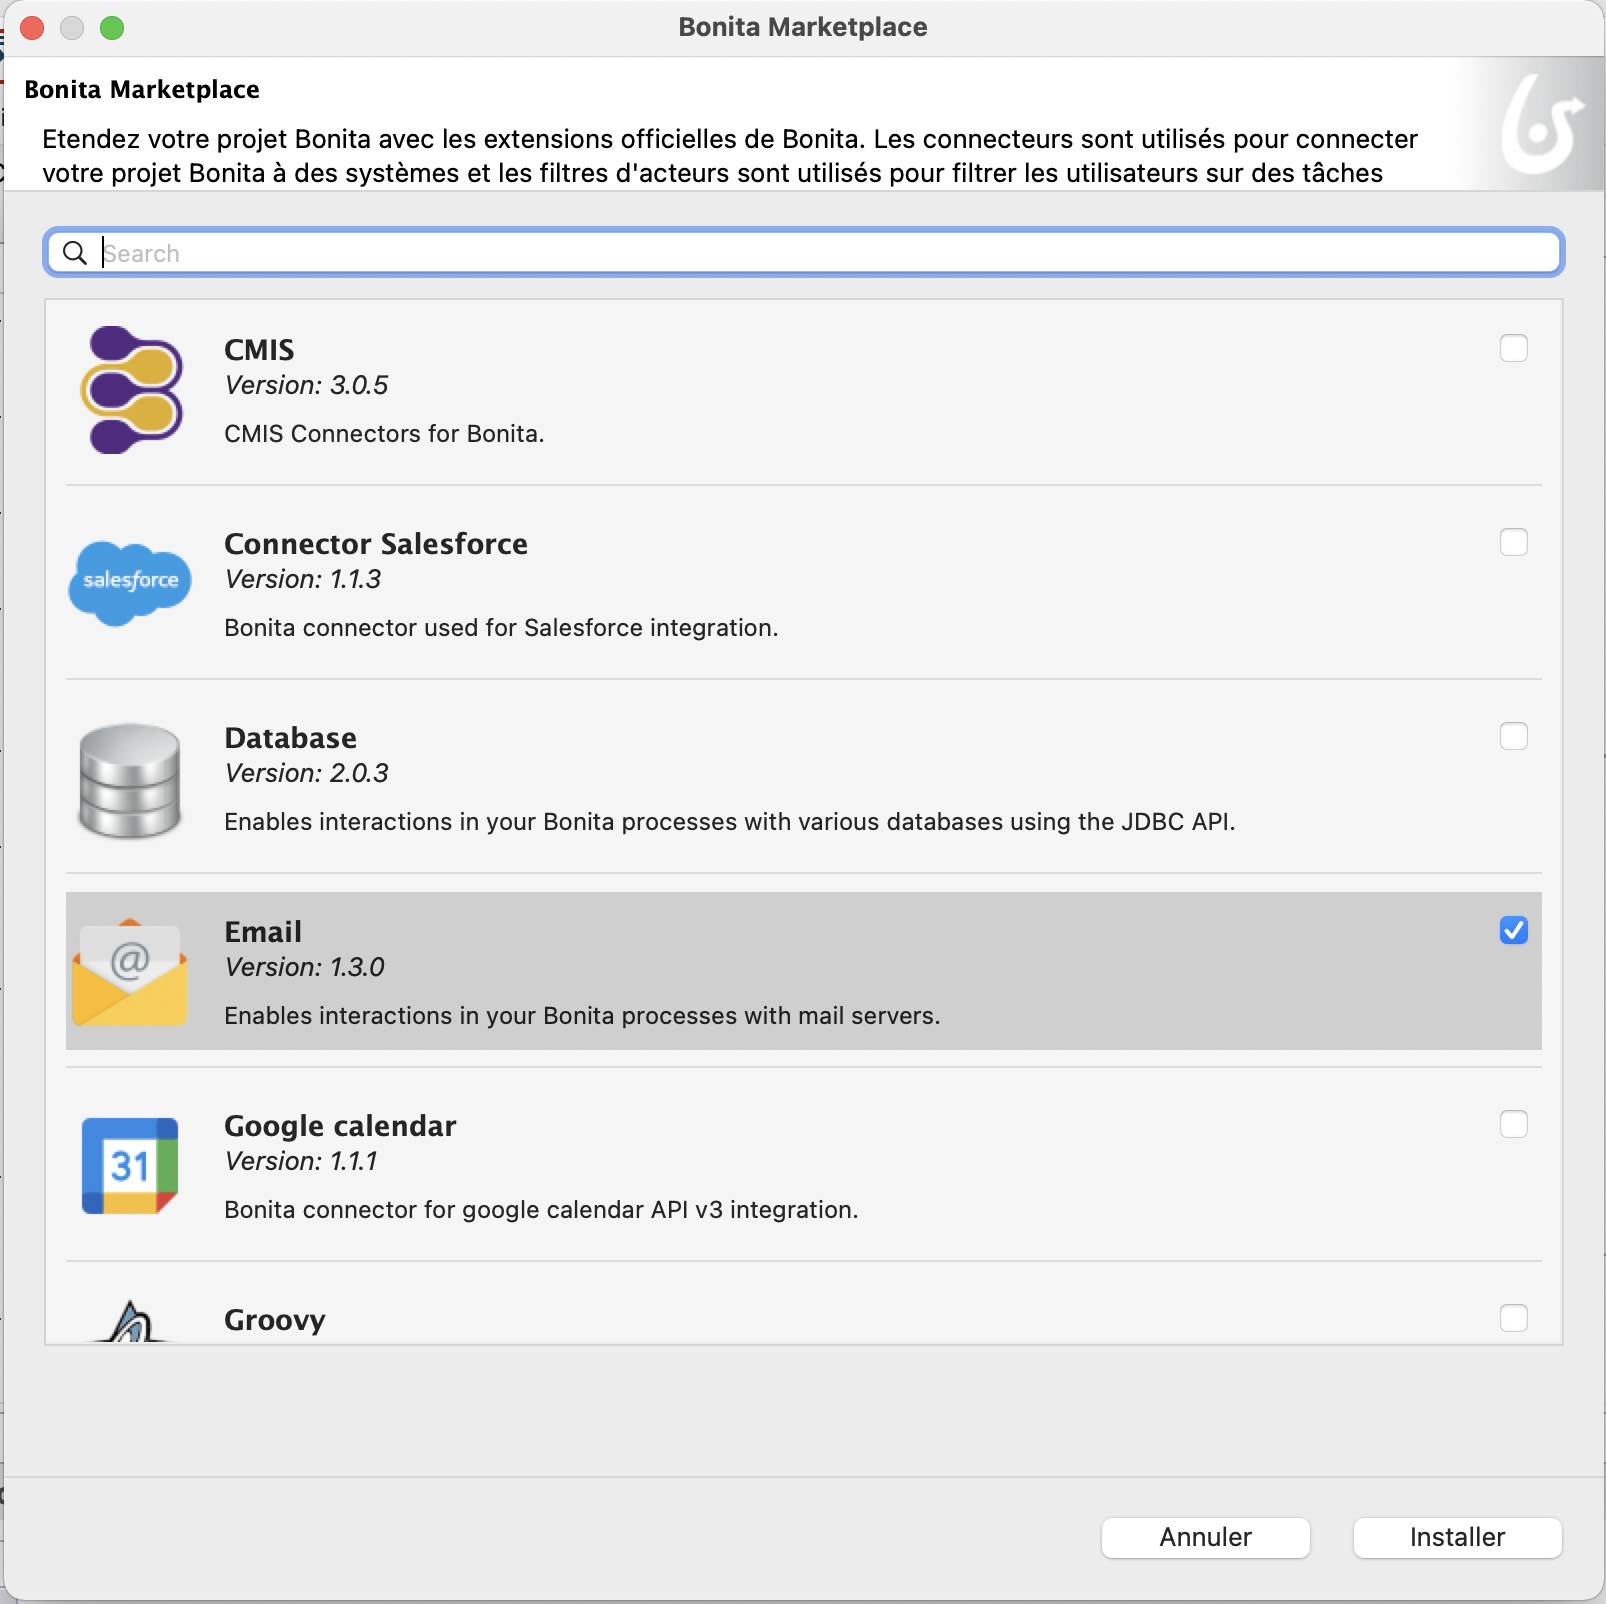 Bonita Marketplace
Bonita Marketplace
Etendez votre projet Bonita avec les extensions officielles de Bonita. Les connecteurs sont utilisés pour connecter
votre projet Bonita à des systèmes et les filtres d'acteurs sont utilisés pour filtrer les utilisateurs sur des tâches
Search
CMIS
Version: 3.0.5
CMIS Connectors for Bonita.
salesforce
Connector Salesforce
Version: 1.1.3
Bonita connector used for Salesforce integration.
Database
Version: 2.0.3
Enables interactions in your Bonita processes with various databases using the JDBC API.
@
Email
Version: 1.3.0
Enables interactions in your Bonita processes with mail servers.
31
Google calendar
Version: 1.1.1
Bonita connector for google calendar API v3 integration.
Groovy
Annuler
Installer